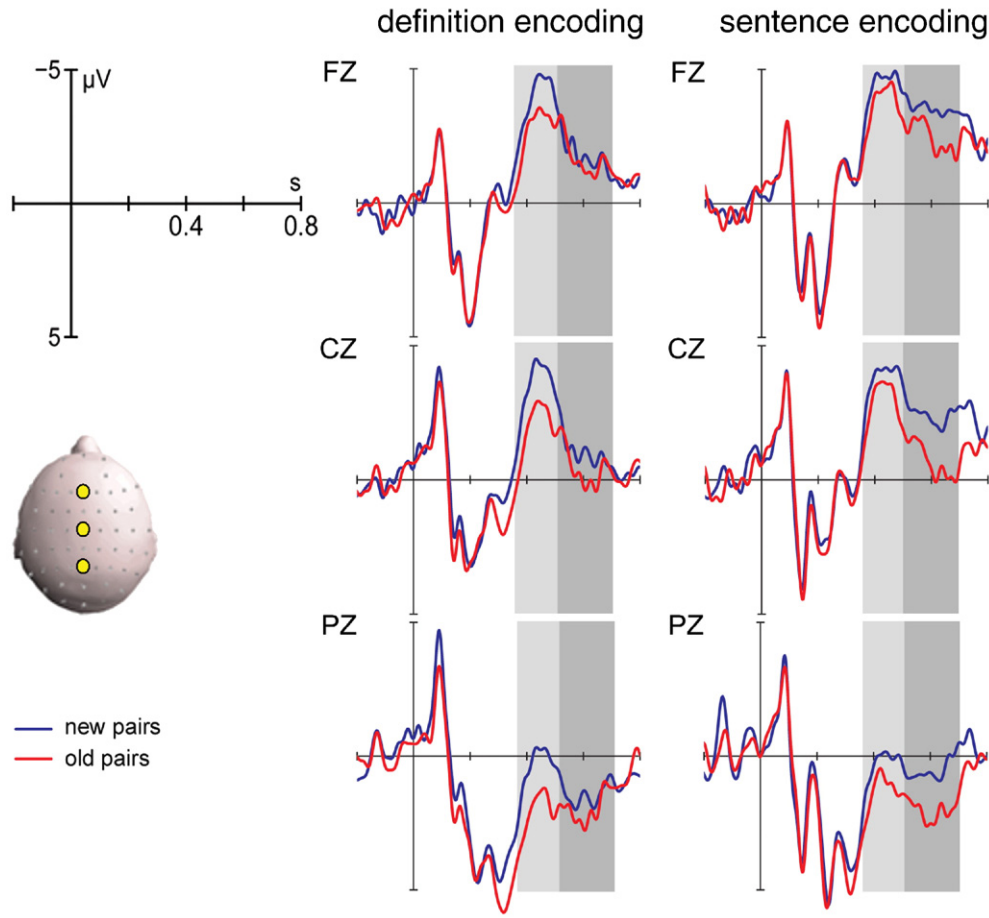 definition encoding
sentence encoding
−5
µV
s
0.4
0.8
5
FZ
FZ
CZ
CZ
PZ
PZ
new pairs
old pairs